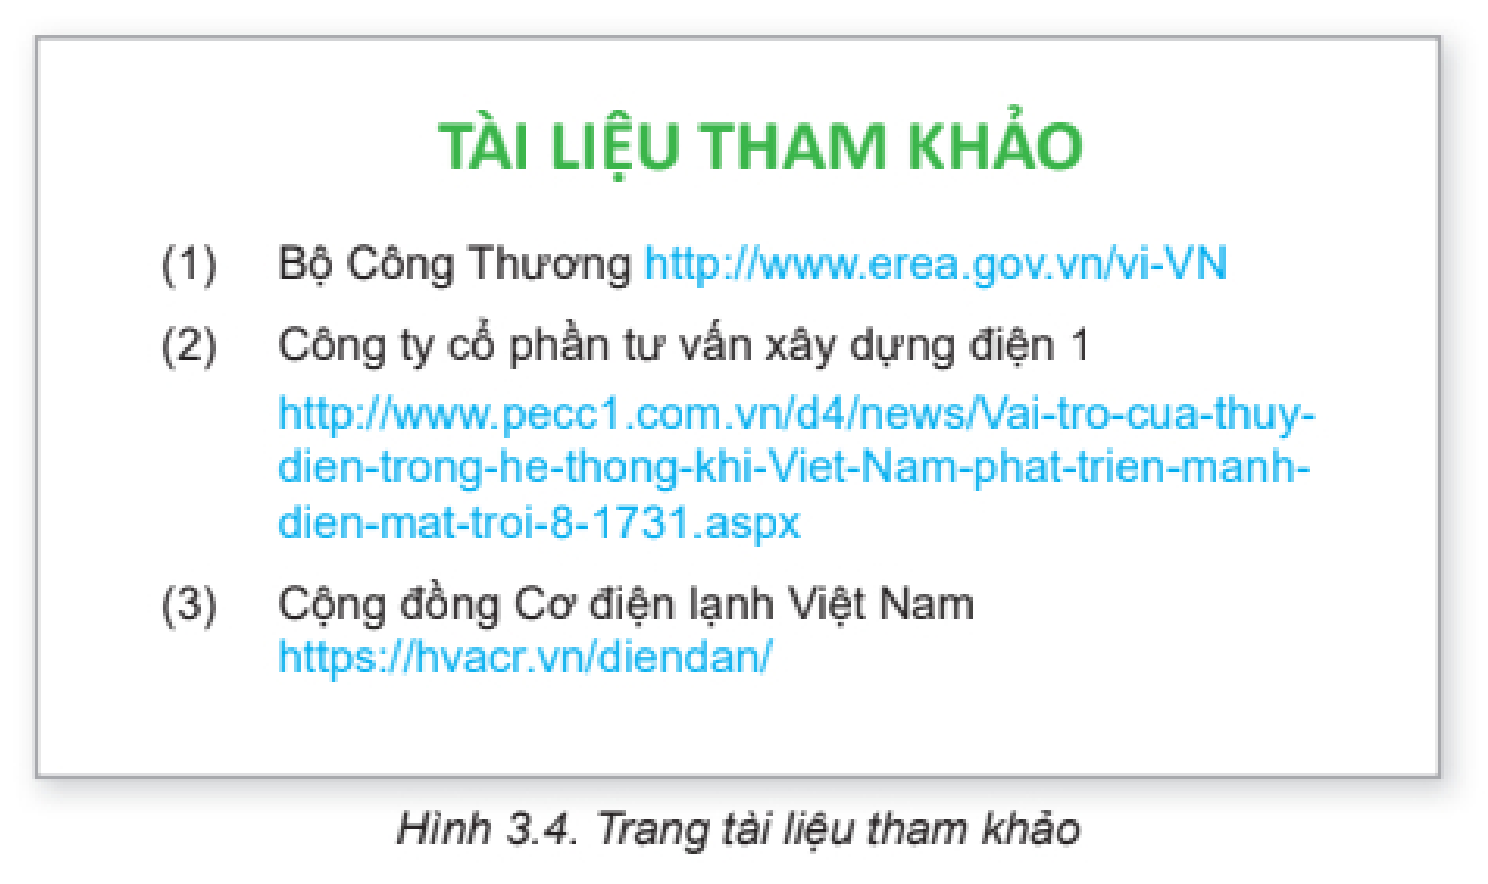 TÀI LIỆU THAM KHẢO
(1) Bộ Công Thương http://www.erea.gov.vn/vi-VN
(2) Công ty cổ phần tư vấn xây dựng điện 1
http://www.pecc1.com.vn/d4/news/Vai-tro-cua-thuy-
dien-trong-he-thong-khi-Viet-Nam-phat-trien-manh-
dien-mat-troi-8-1731.aspx
(3) Cộng đồng Cơ điện lạnh Việt Nam
https://hvacr.vn/diendan/
Hình 3.4. Trang tài liệu tham khảo